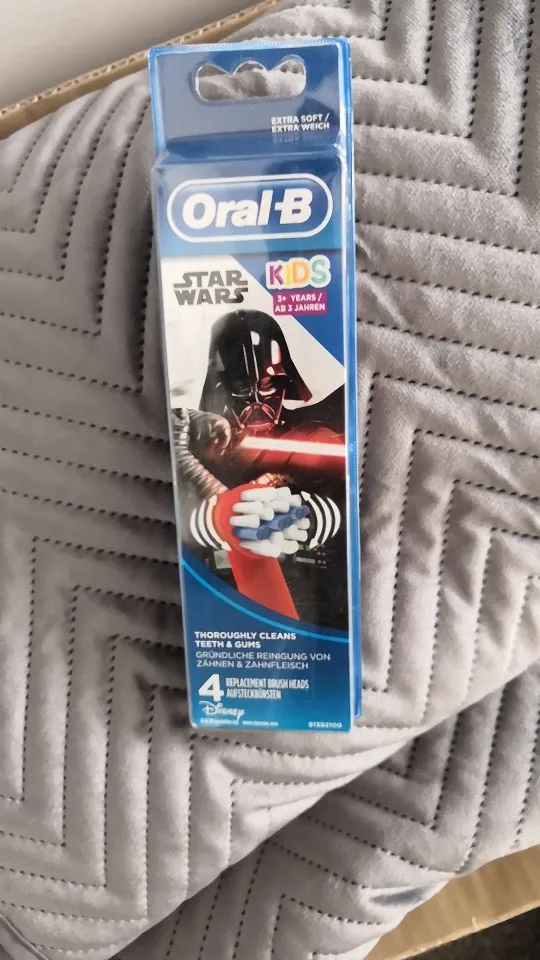 EXTRA SOFT /
EXTRA WEICH
Oral-B
STAR
WARS
KIDS
3+ YEARS /
AB 3 JAHREN
THOROUGHLY CLEANS
TEETH & GUMS
GRÜNDLICHE REINIGUNG VON
ZÄHNEN & ZAHNFLEISCH
4 REPLACEMENT BRUSH HEADS
AUFSTECKBÜRSTEN
Disney